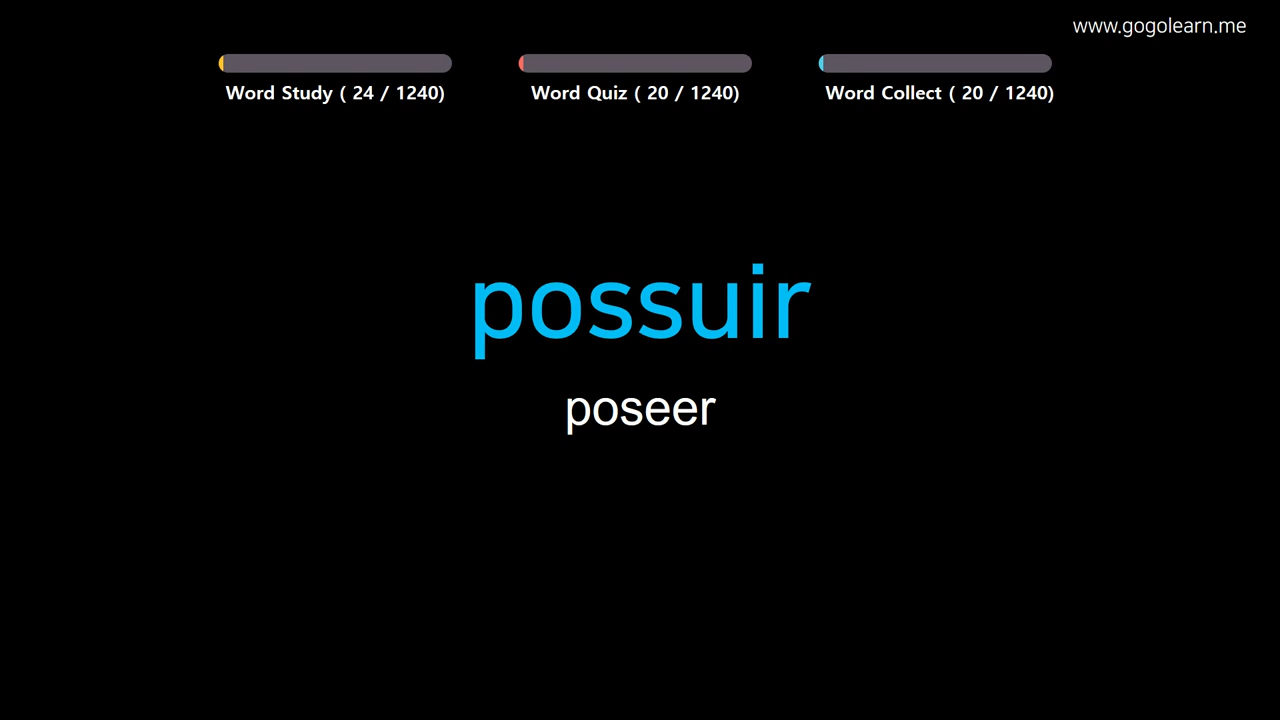 www.gogolearn.me
Word Study ( 24 / 1240)
Word Quiz ( 20 / 1240)
Word Collect ( 20 / 1240)
possuir
poseer